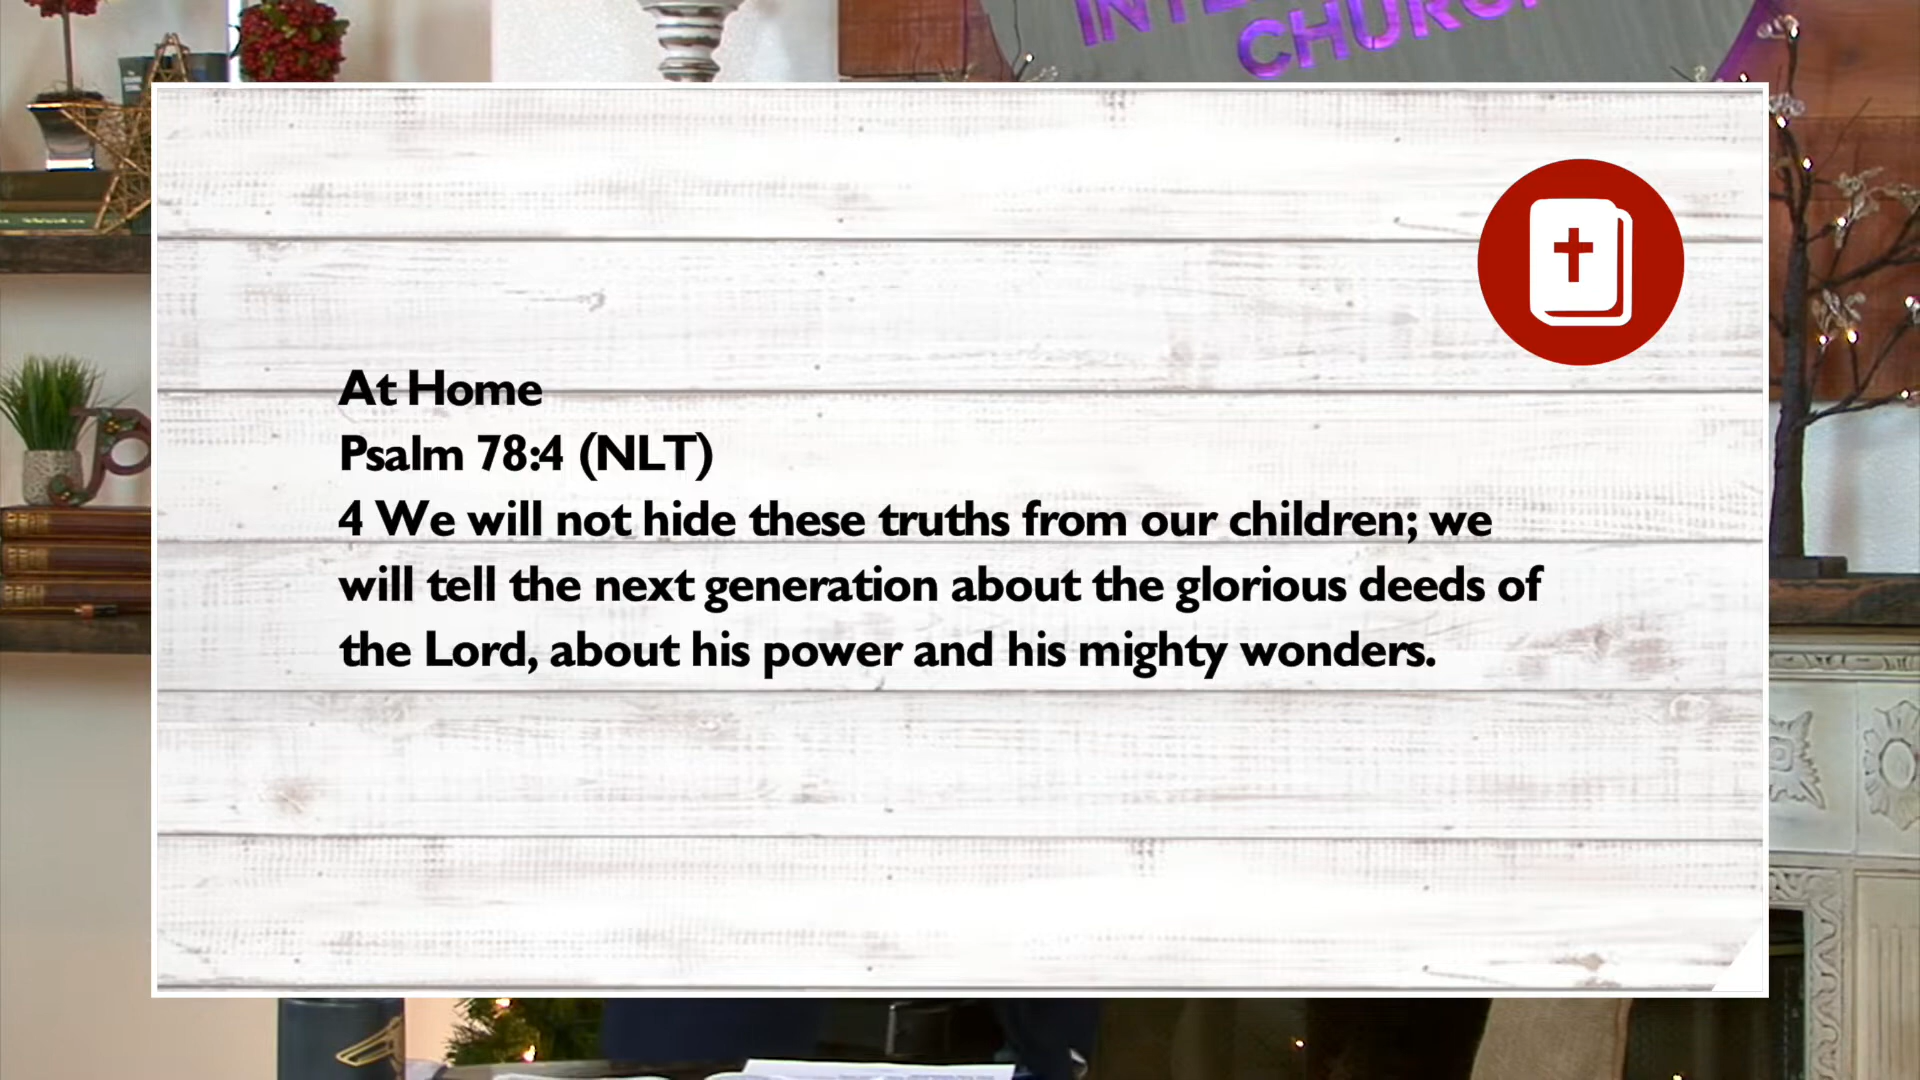 CHURCH
At Home
Psalm 78:4 (NLT)
4 We will not hide these truths from our children; we
will tell the next generation about the glorious deeds of
the Lord, about his power and his mighty wonders.